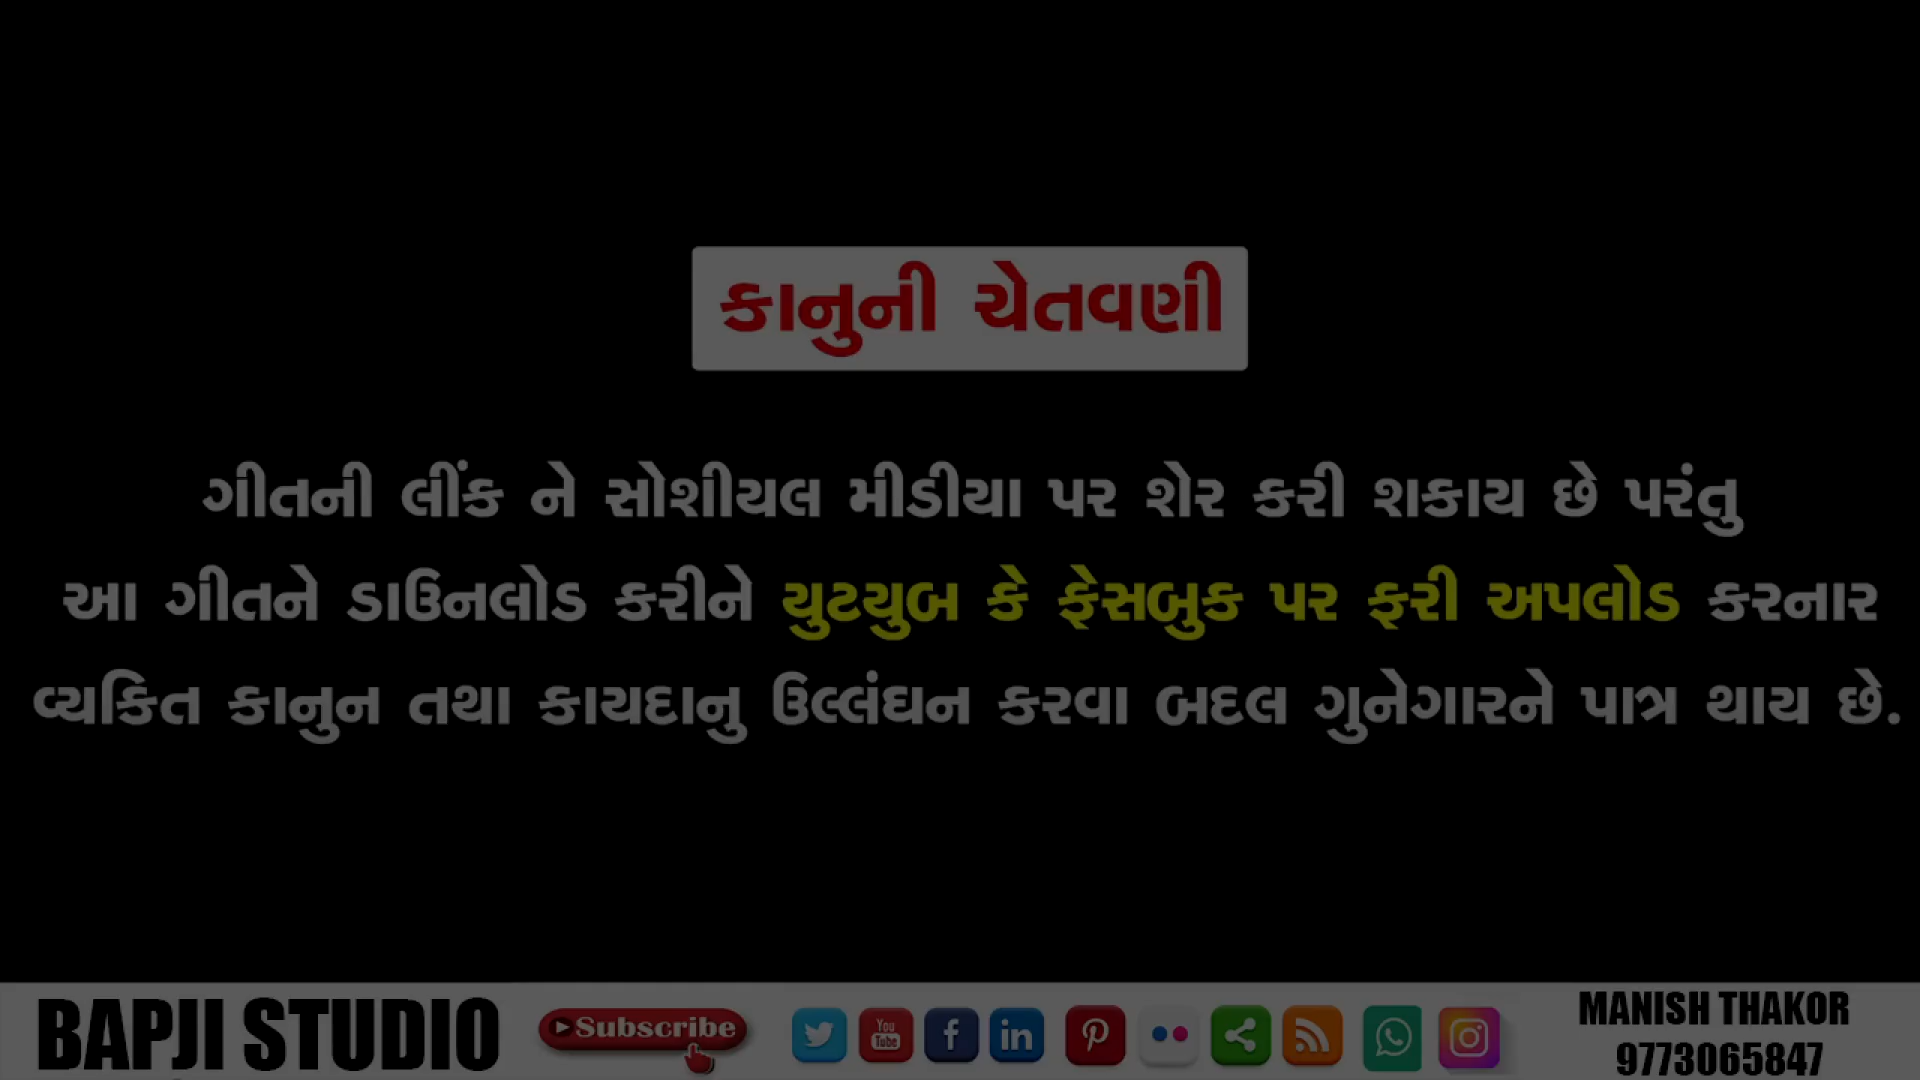 કાનુની ચેતવણી
ગીતની લીંક ને સોશીયલ મીડીયા પર શેર કરી શકાય છે પરંતુ
આ ગીતને ડાઉનલોડ કરીને યુટયુબ કે ફેસબુક પર ફરી અપલોડ કરનાર
વ્યકિત કાનુન તથા કાયદાનુ ઉલ્લંઘન કરવા બદલ ગુનેગારને પાત્ર થાય છે.
BAPJI STUDIO
Subscribe
You
Tube
MANISH THAKOR
9773065847